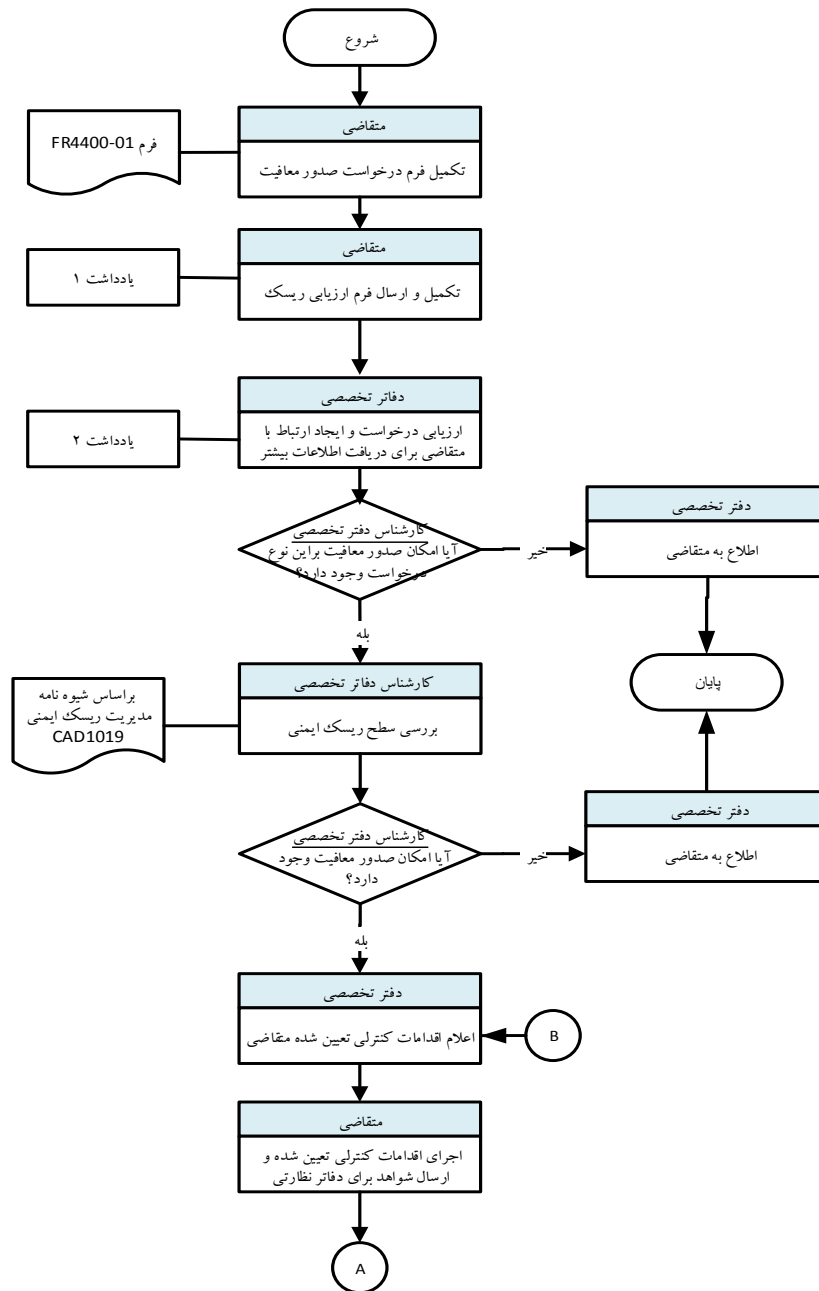 شروع
متقاضی
فرم FR4400-01
تکمیل فرم درخواست صدور معافیت
متقاضی
یادداشت ۱
تکمیل و ارسال فرم ارزیابی ریسک
دفاتر تخصصی
یادداشت ۲
ارزیابی درخواست و ایجاد ارتباط با
متقاضی برای دریافت اطلاعات بیشتر
کارشناس دفتر تخصصی
آیا امکان صدور معافیت براین نوع
درخواست وجود دارد؟
خیر
دفتر تخصصی
اطلاع به متقاضی
بله
پایان
کارشناس دفاتر تخصصی
بررسی سطح ریسک ایمنی
براساس شیوه نامه
مدیریت ریسک ایمنی
CAD1019
کارشناس دفتر تخصصی
آیا امکان صدور معافیت وجود
دارد؟
خیر
دفتر تخصصی
اطلاع به متقاضی
بله
دفتر تخصصی
اعلام اقدامات کنترلی تعیین شده متقاضی
B
متقاضی
اجرای اقدامات کنترلی تعیین شده و
ارسال شواهد برای دفاتر نظارتی
A